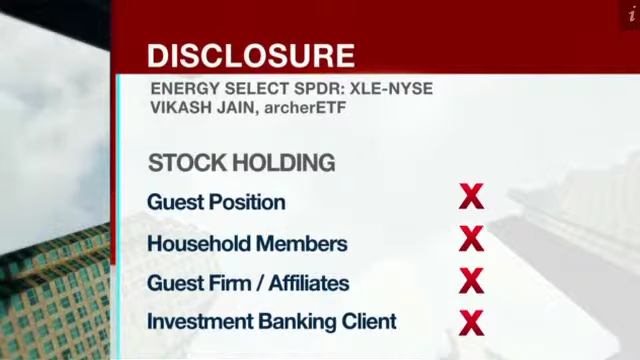 i
DISCLOSURE
ENERGY SELECT SPDR: XLE-NYSE
VIKASH JAIN, archerETF
STOCK HOLDING
Guest Position X
Household Members X
Guest Firm / Affiliates X
Investment Banking Client X